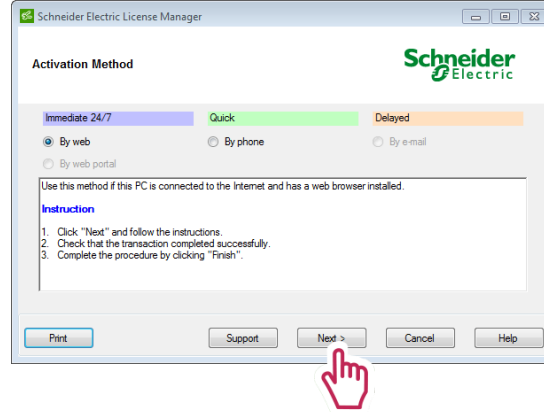 Schneider Electric License Manager
Activation Method
Schneider
Electric
Immediate 24/7
Quick
Delayed
By web
By phone
By e-mail
By web portal
Use this method if this PC is connected to the Internet and has a web browser installed.
Instruction
1. Click "Next" and follow the instructions.
2. Check that the transaction completed successfully.
3. Complete the procedure by clicking "Finish".
Print
Support
Next >
Cancel
Help